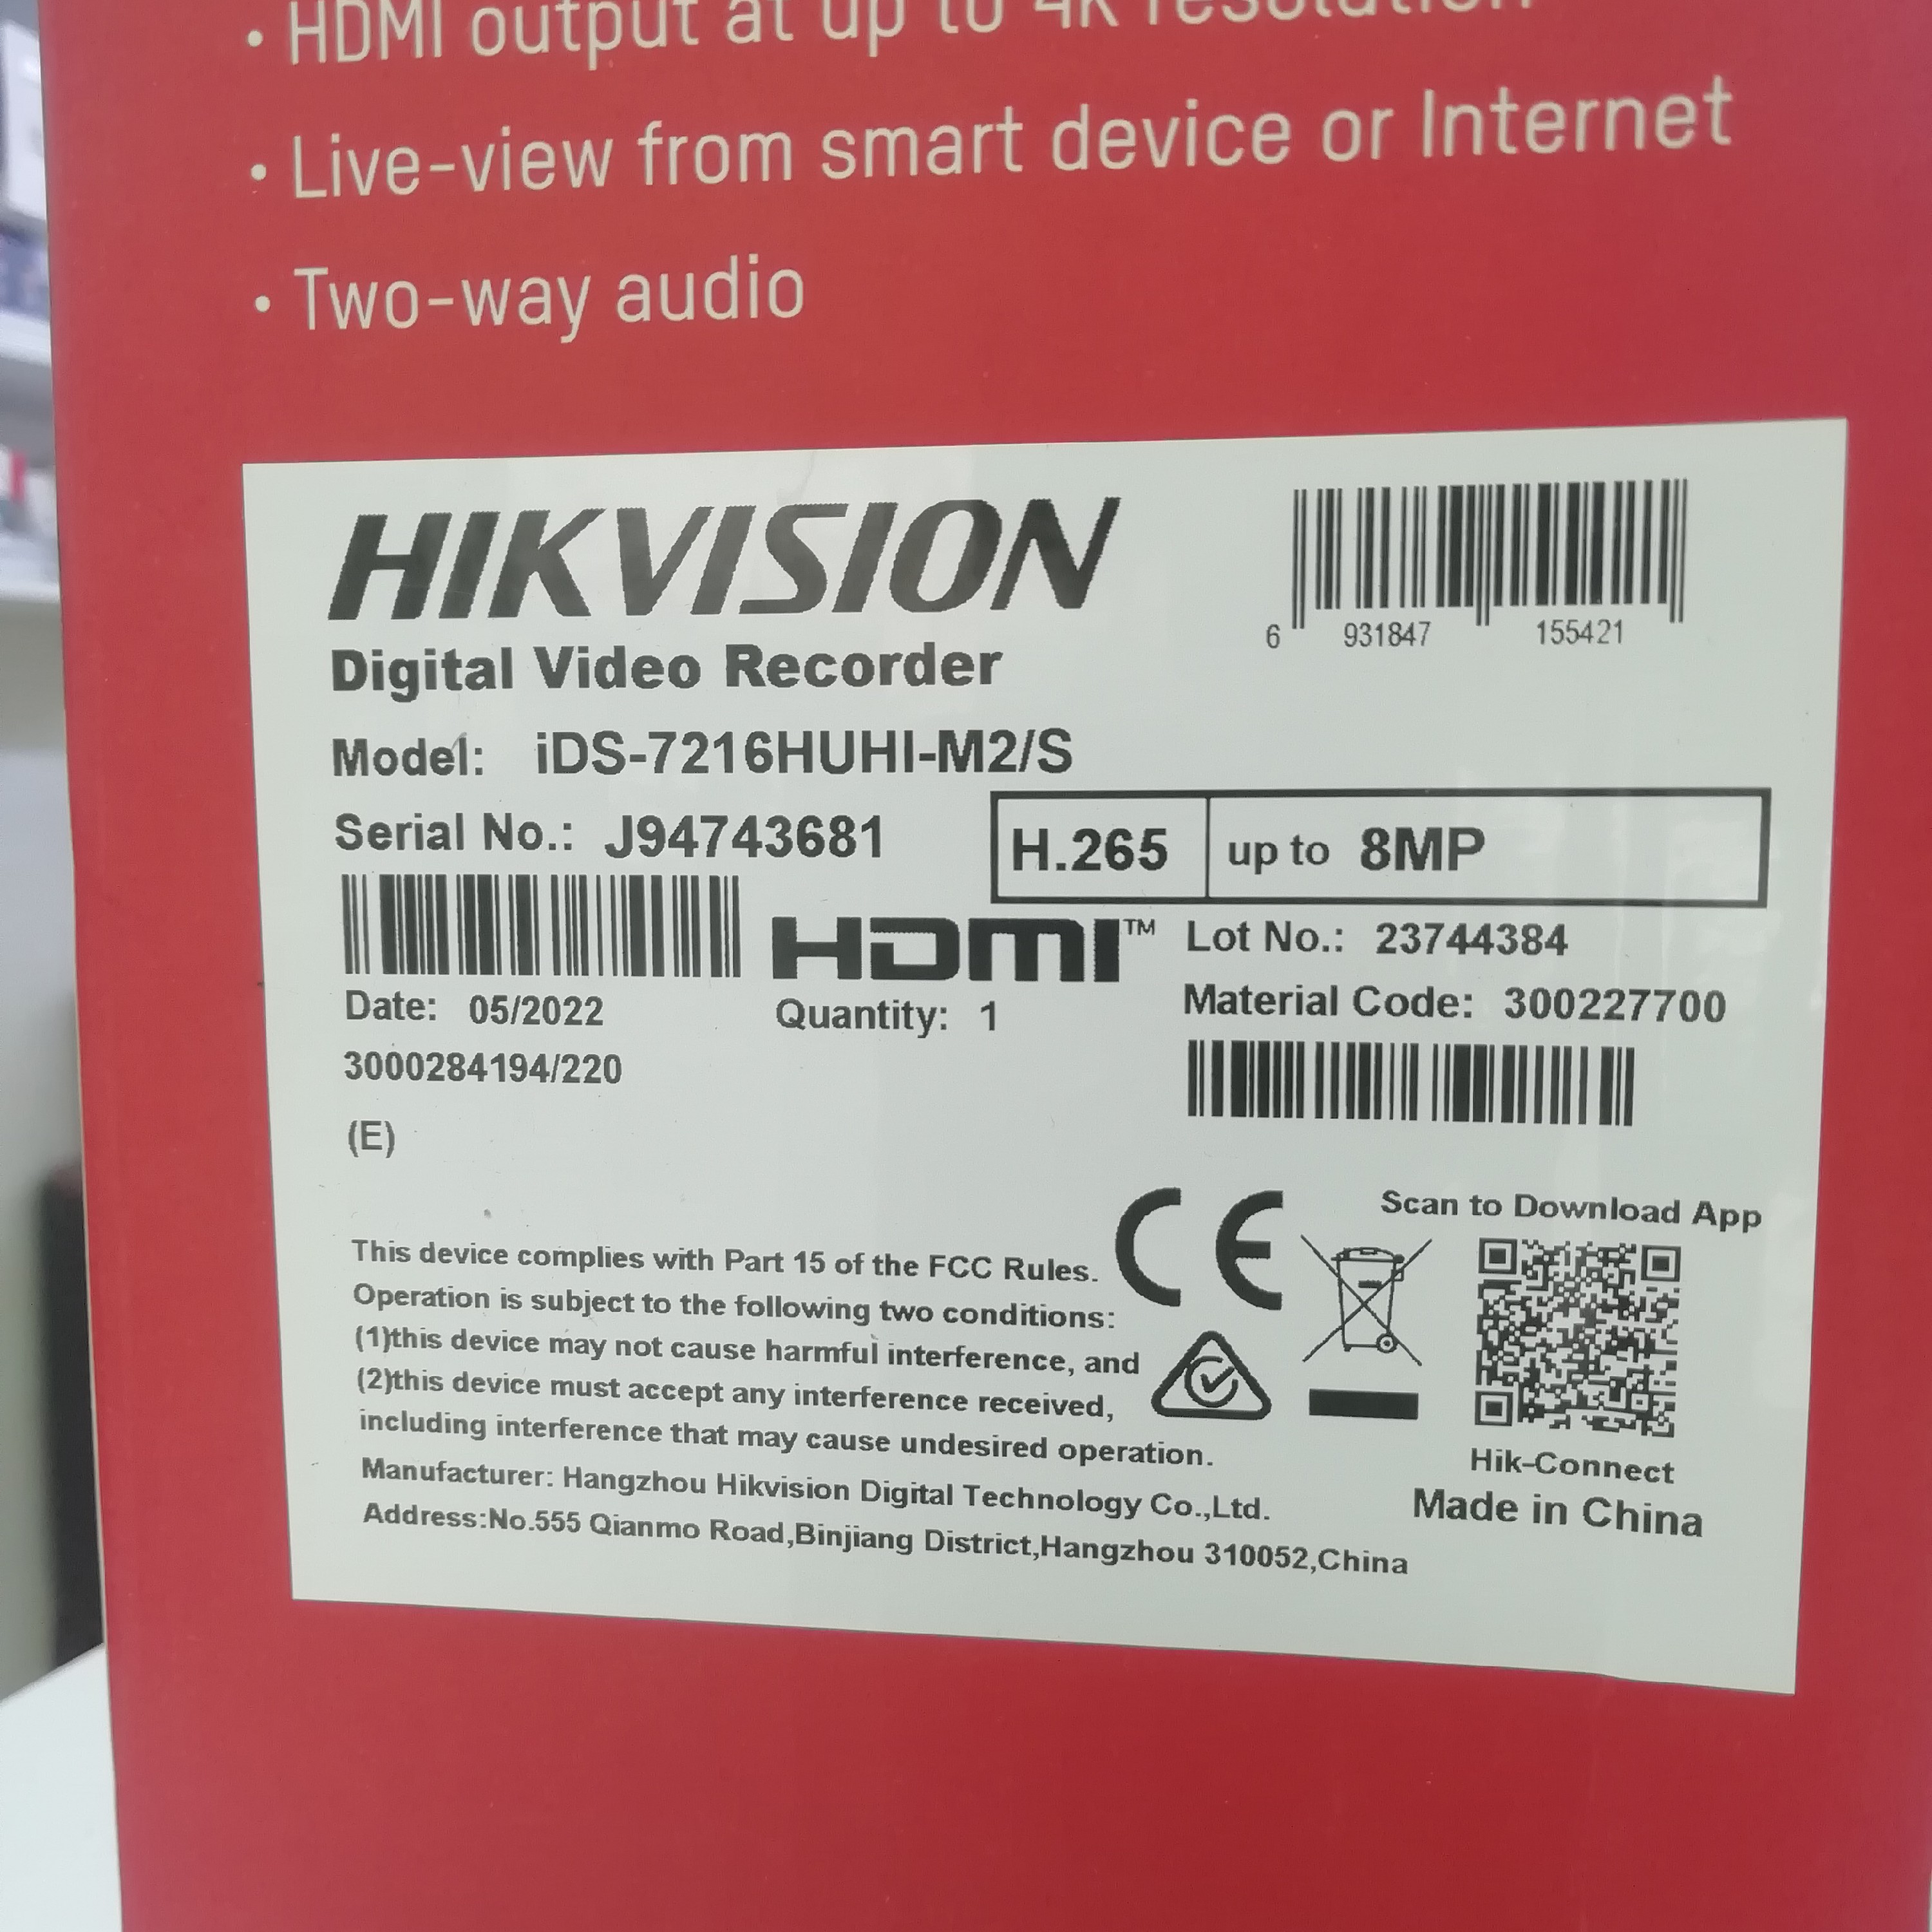 • HDMI output at up to 4K resolution
• Live-view from smart device or Internet
• Two-way audio
HIKVISION
6 931847 155421
Digital Video Recorder
Model: iDS-7216HUHI-M2/S
Serial No.: J94743681
H.265 up to 8MP
HDMI™
Lot No.: 23744384
Date: 05/2022
Quantity: 1
Material Code: 300227700
3000284194/220
(E)
CE
Scan to Download App
This device complies with Part 15 of the FCC Rules.
Operation is subject to the following two conditions:
(1)this device may not cause harmful interference, and
(2)this device must accept any interference received,
including interference that may cause undesired operation.
Hik-Connect
Manufacturer: Hangzhou Hikvision Digital Technology Co.,Ltd.
Made in China
Address:No.555 Qianmo Road,Binjiang District,Hangzhou 310052,China